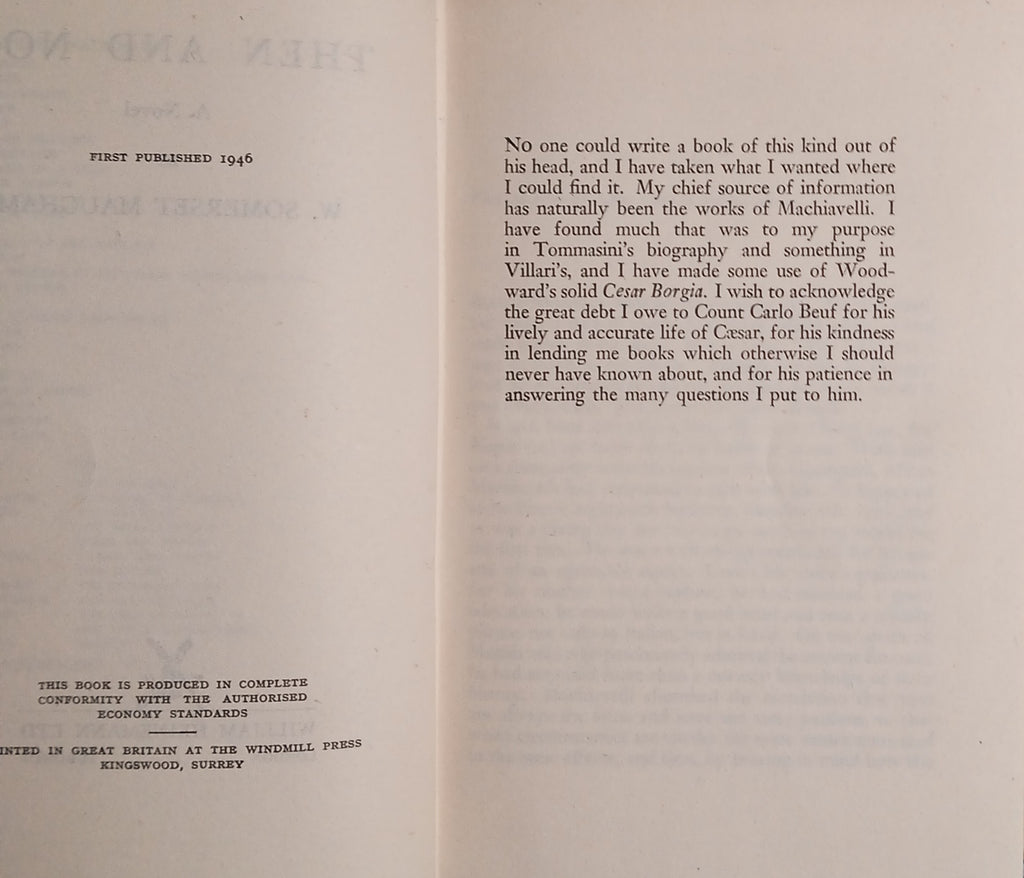 FIRST PUBLISHED 1946
THIS BOOK IS PRODUCED IN COMPLETE
CONFORMITY WITH THE AUTHORISED
ECONOMY STANDARDS
INTED IN GREAT BRITAIN AT THE WINDMILL PRESS
KINGSWOOD, SURREY
No one could write a book of this kind out of
his head, and I have taken what I wanted where
I could find it. My chief source of information
has naturally been the works of Machiavelli. I
have found much that was to my purpose
in Tommasini's biography and something in
Villari's, and I have made some use of Wood-
ward's solid Cesar Borgia. I wish to acknowledge
the great debt I owe to Count Carlo Beuf for his
lively and accurate life of Cæsar, for his kindness
in lending me books which otherwise I should
never have known about, and for his patience in
answering the many questions I put to him.